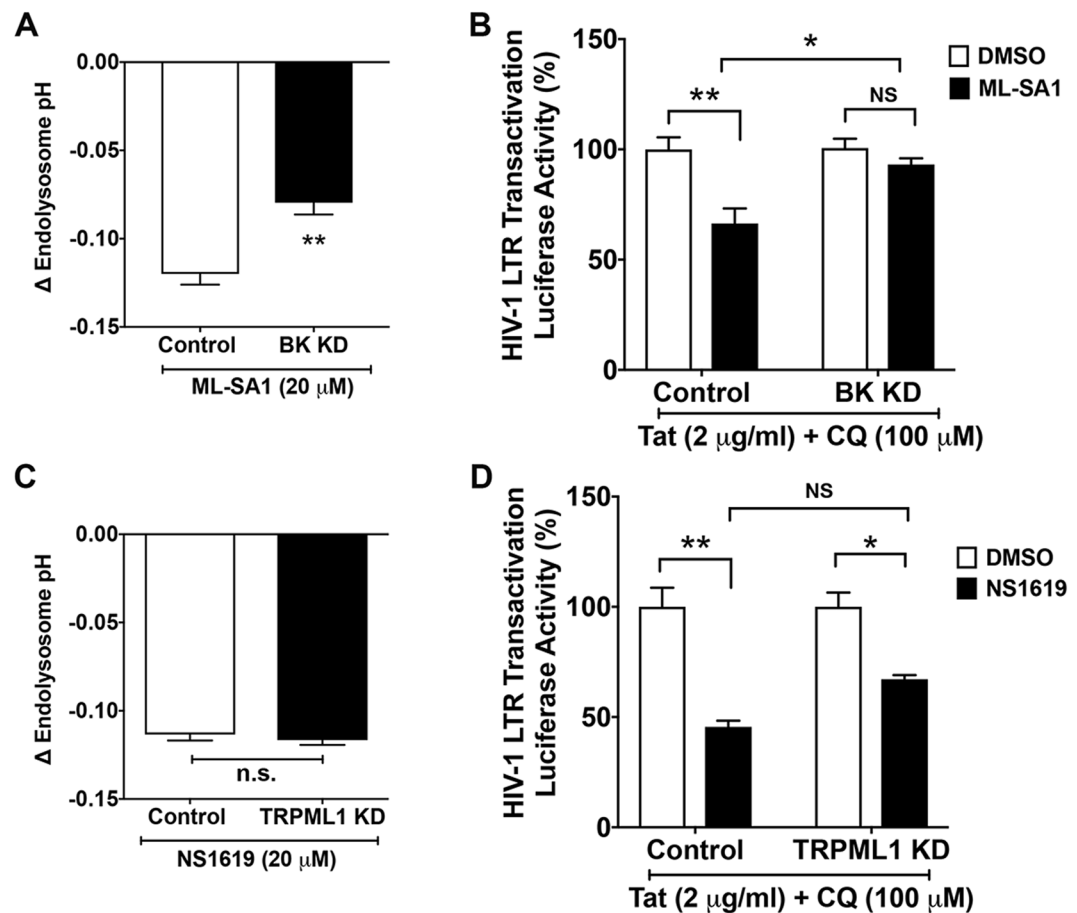 A
Δ Endolysosome pH
0.00
-0.05
-0.10
-0.15
**
Control BK KD
ML-SA1 (20 μM)
B
HIV-1 LTR Transactivation
Luciferase Activity (%)
150
100
50
0
**
*
NS
DMSO
ML-SA1
Control BK KD
Tat (2 μg/ml) + CQ (100 μM)
C
Δ Endolysosome pH
0.00
-0.05
-0.10
-0.15
n.s.
Control TRPML1 KD
NS1619 (20 μM)
D
HIV-1 LTR Transactivation
Luciferase Activity (%)
150
100
50
0
NS
**
*
DMSO
NS1619
Control TRPML1 KD
Tat (2 μg/ml) + CQ (100 μM)